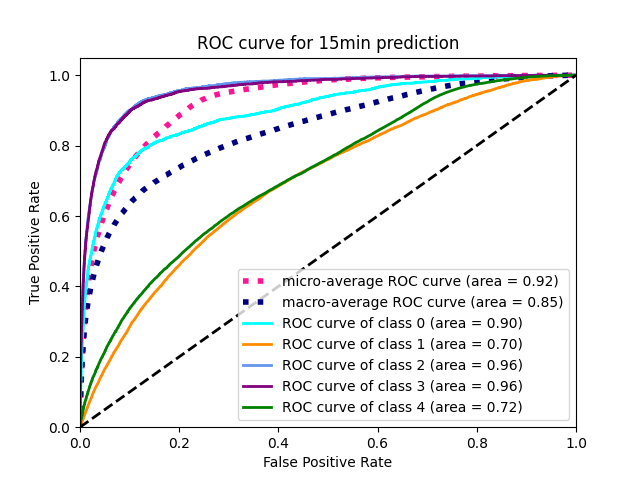 ROC curve for 15min prediction
1.0
0.8
0.6
0.4
0.2
0.0
True Positive Rate
micro-average ROC curve (area = 0.92)
macro-average ROC curve (area = 0.85)
ROC curve of class 0 (area = 0.90)
ROC curve of class 1 (area = 0.70)
ROC curve of class 2 (area = 0.96)
ROC curve of class 3 (area = 0.96)
ROC curve of class 4 (area = 0.72)
0.0 0.2 0.4 0.6 0.8 1.0
False Positive Rate